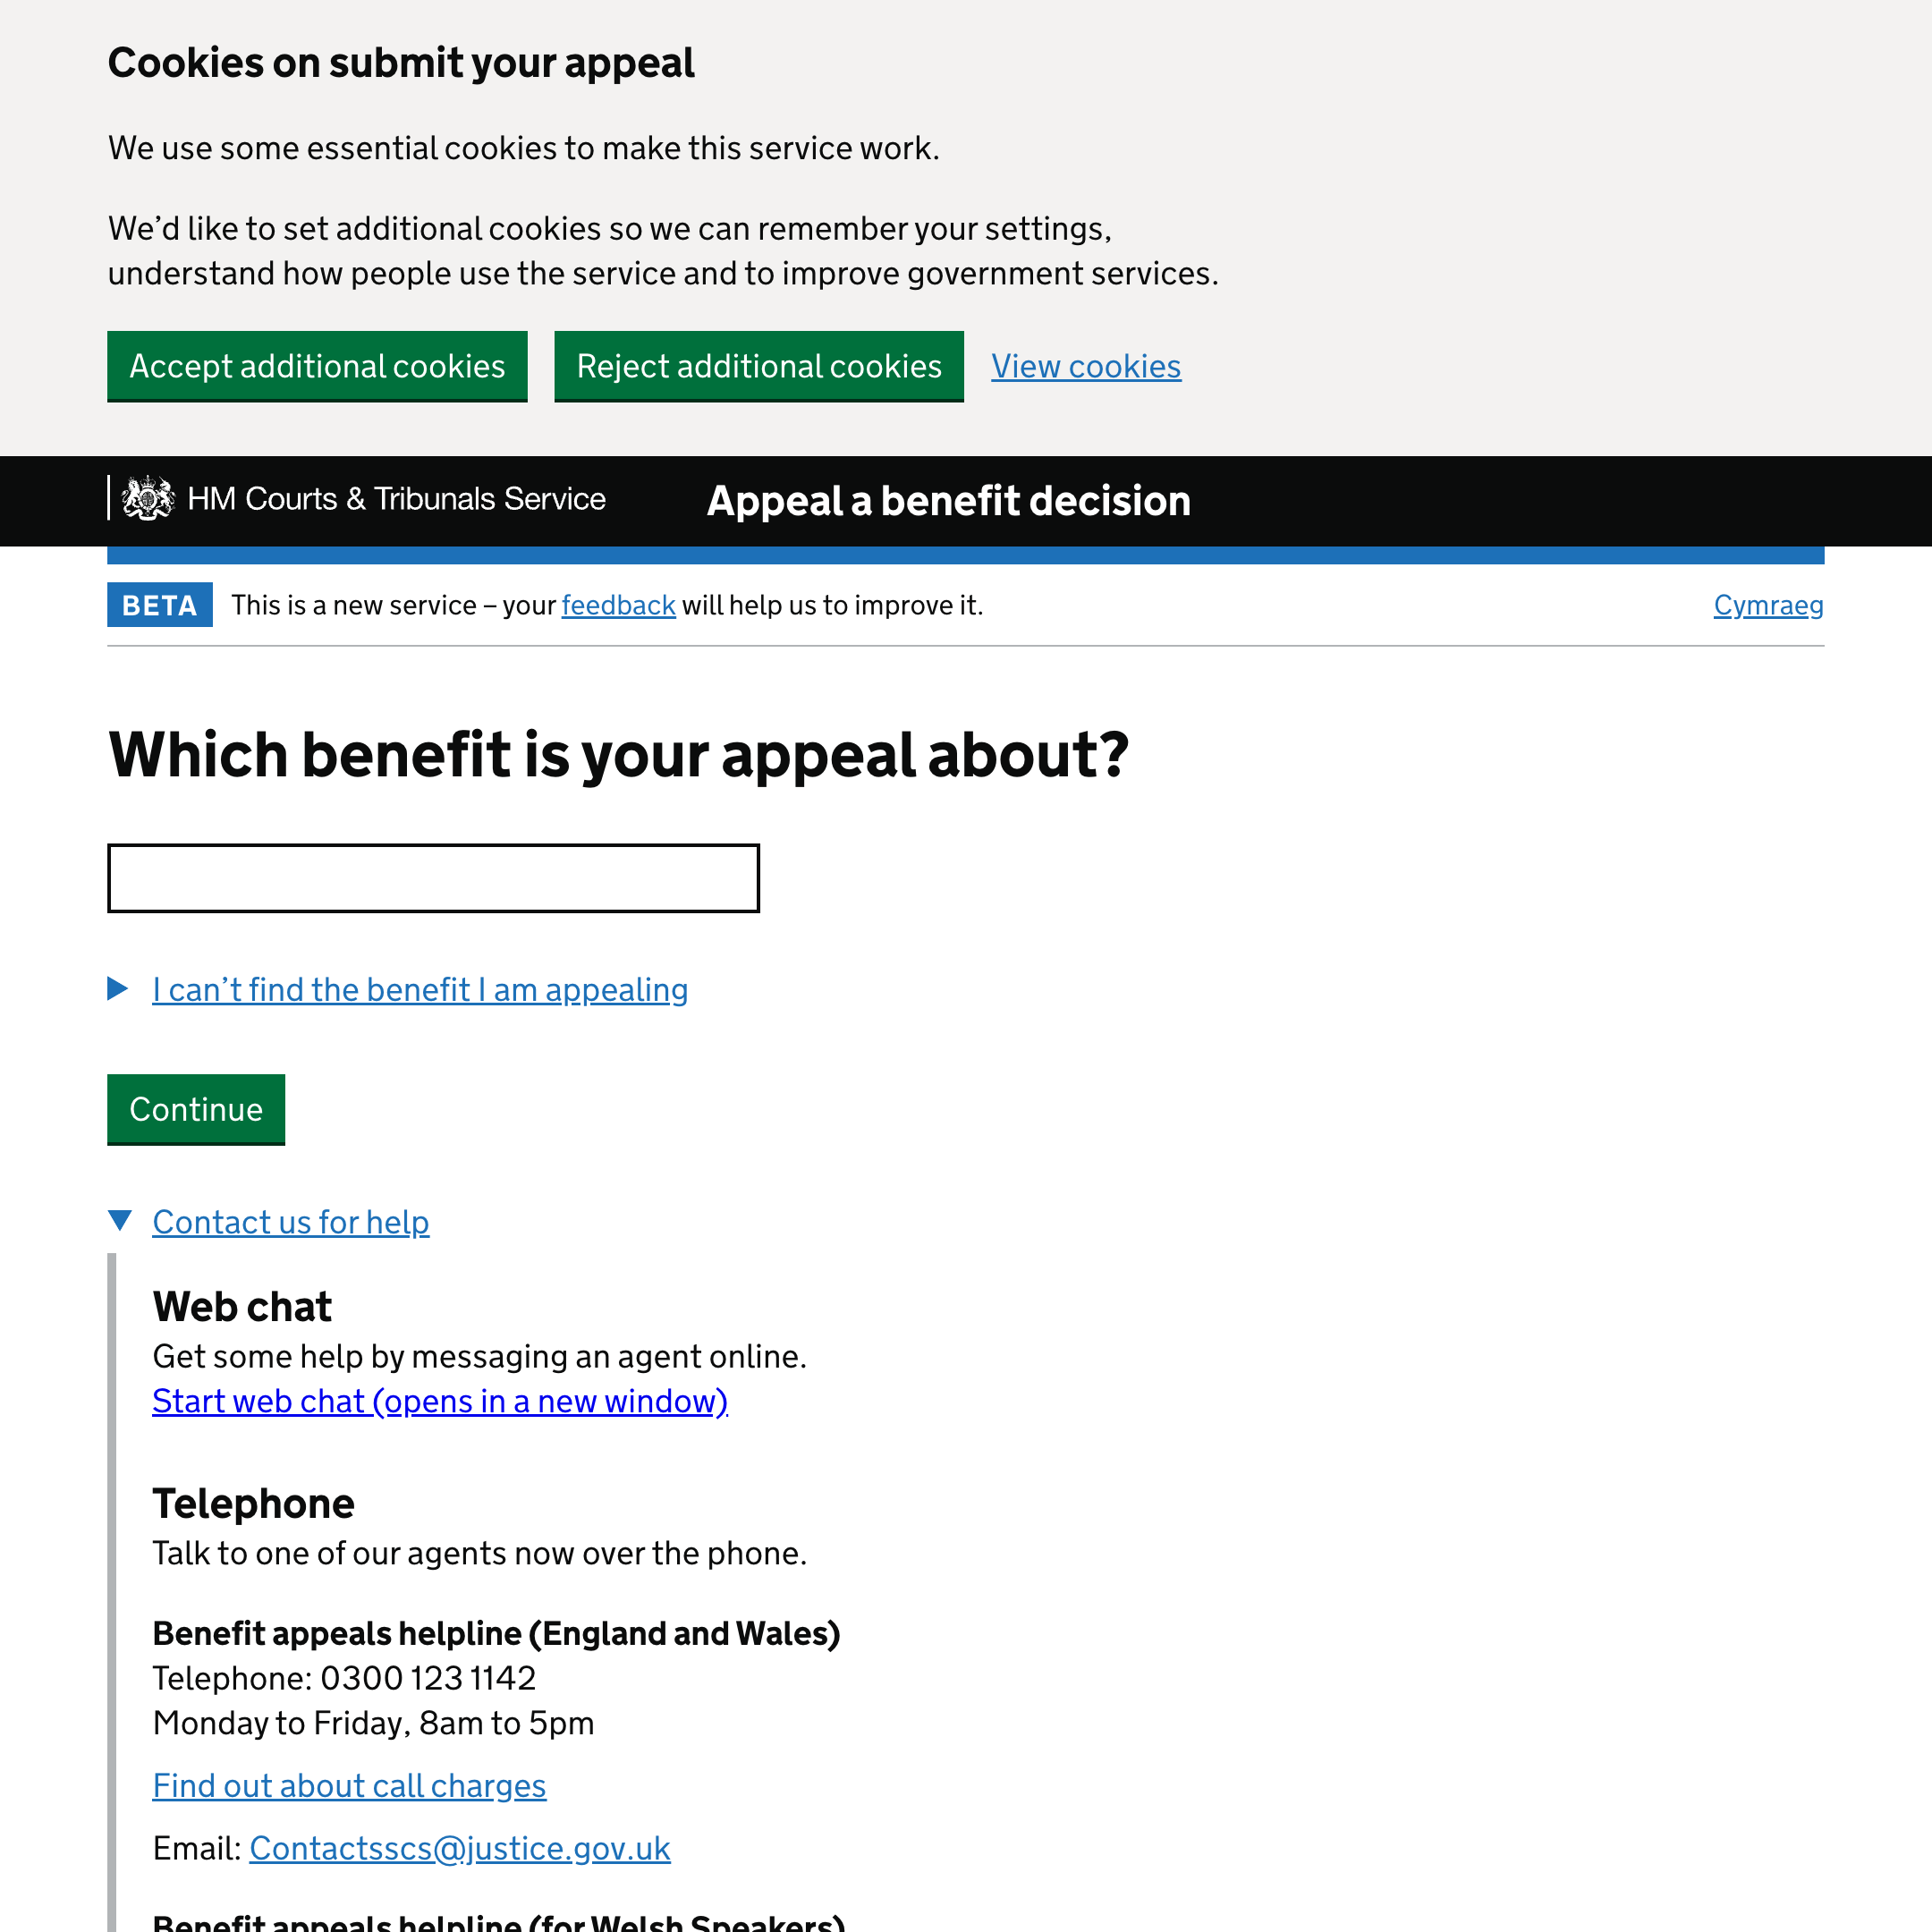 Cookies on submit your appeal
We use some essential cookies to make this service work.
We’d like to set additional cookies so we can remember your settings,
understand how people use the service and to improve government services.
Accept additional cookies
Reject additional cookies
View cookies
HM Courts & Tribunals Service
Appeal a benefit decision
BETA
This is a new service – your feedback will help us to improve it.
Cymraeg
Which benefit is your appeal about?
I can’t find the benefit I am appealing
Continue
Contact us for help
Web chat
Get some help by messaging an agent online.
Start web chat (opens in a new window)
Telephone
Talk to one of our agents now over the phone.
Benefit appeals helpline (England and Wales)
Telephone: 0300 123 1142
Monday to Friday, 8am to 5pm
Find out about call charges
Email: Contactsscs@justice.gov.uk
Benefit appeals helpline (for Welsh Speakers)